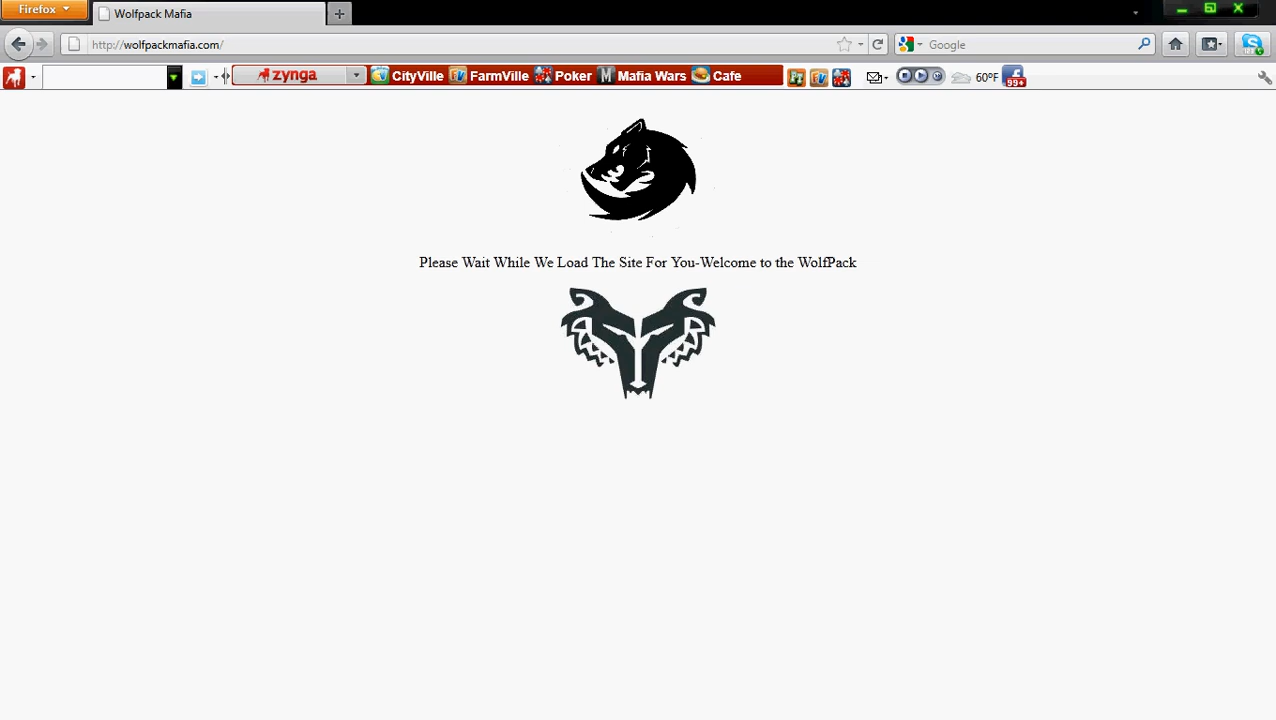 Firefox
Wolfpack Mafia
http://wolfpackmafia.com/
Google
zynga CityVille FarmVille Poker Mafia Wars Cafe
60°F
99+
Please Wait While We Load The Site For You-Welcome to the WolfPack